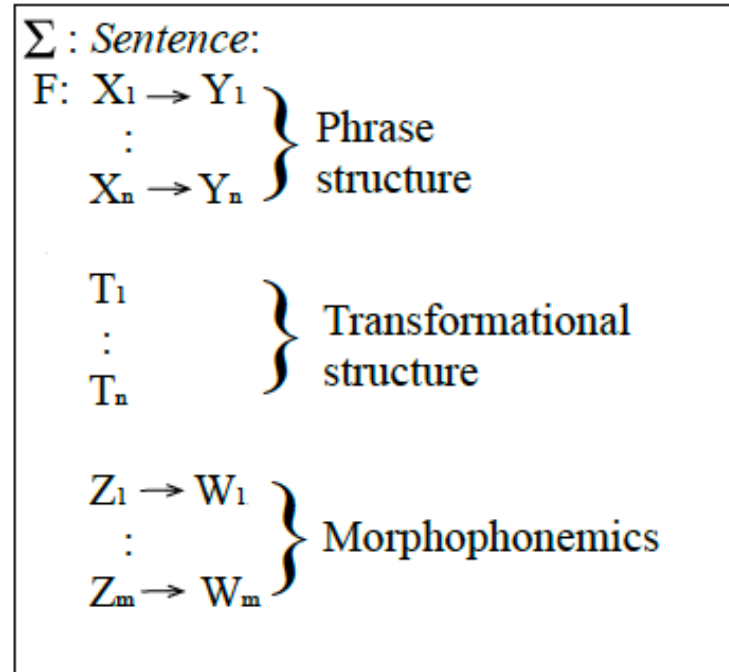 Σ : Sentence:
F: X₁ → Y₁
:
Xₙ → Yₙ
Phrase
structure
T₁
:
Tₙ
Transformational
structure
Z₁ → W₁
:
Zₘ → Wₘ
Morphophonemics